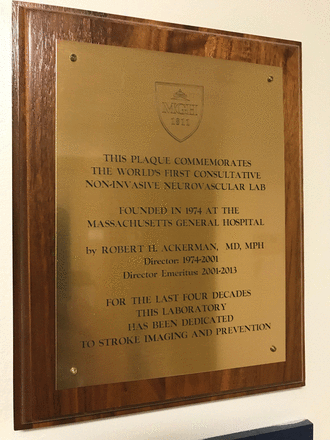 MGH
1811
THIS PLAQUE COMMEMORATES
THE WORLD'S FIRST CONSULTATIVE
NON-INVASIVE NEUROVASCULAR LAB
FOUNDED IN 1974 AT THE
MASSACHUSETTS GENERAL HOSPITAL
by ROBERT H. ACKERMAN, MD, MPH
Director: 1974-2001
Director Emeritus: 2001-2013
FOR THE LAST FOUR DECADES
THIS LABORATORY
HAS BEEN DEDICATED
TO STROKE IMAGING AND PREVENTION